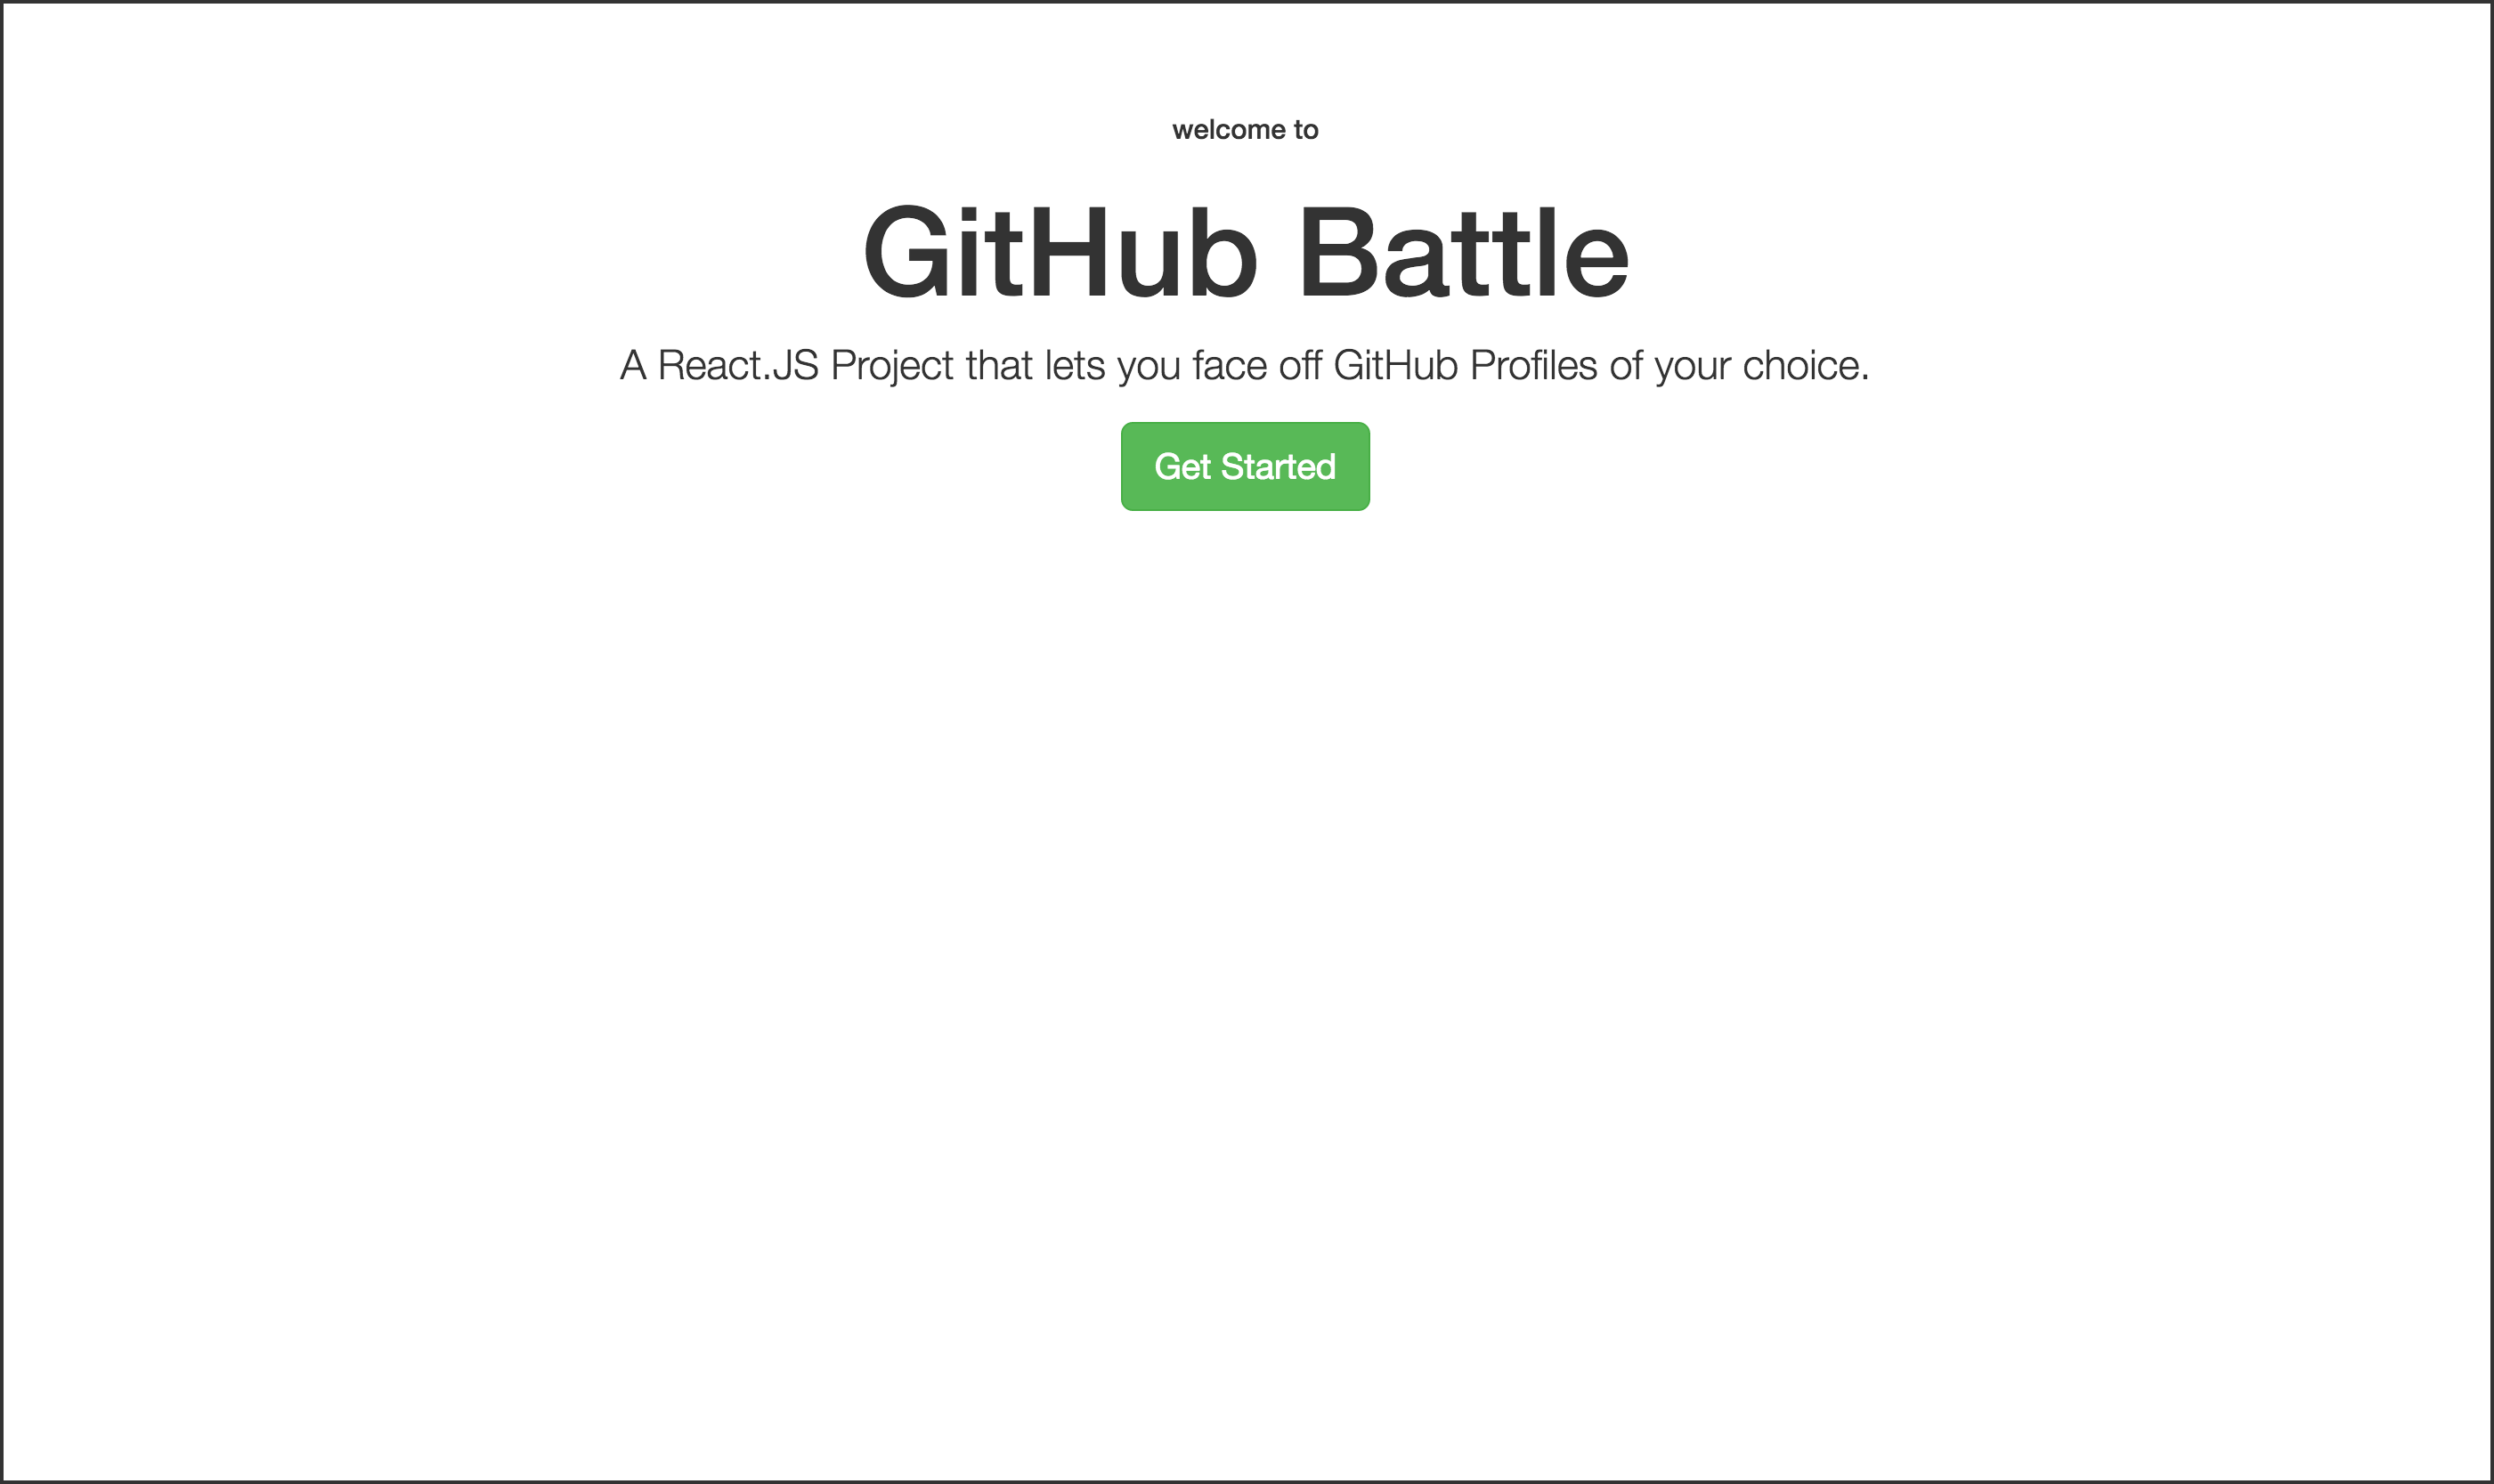 welcome to
GitHub Battle
A React.JS Project that lets you face off GitHub Profiles of your choice.
Get Started